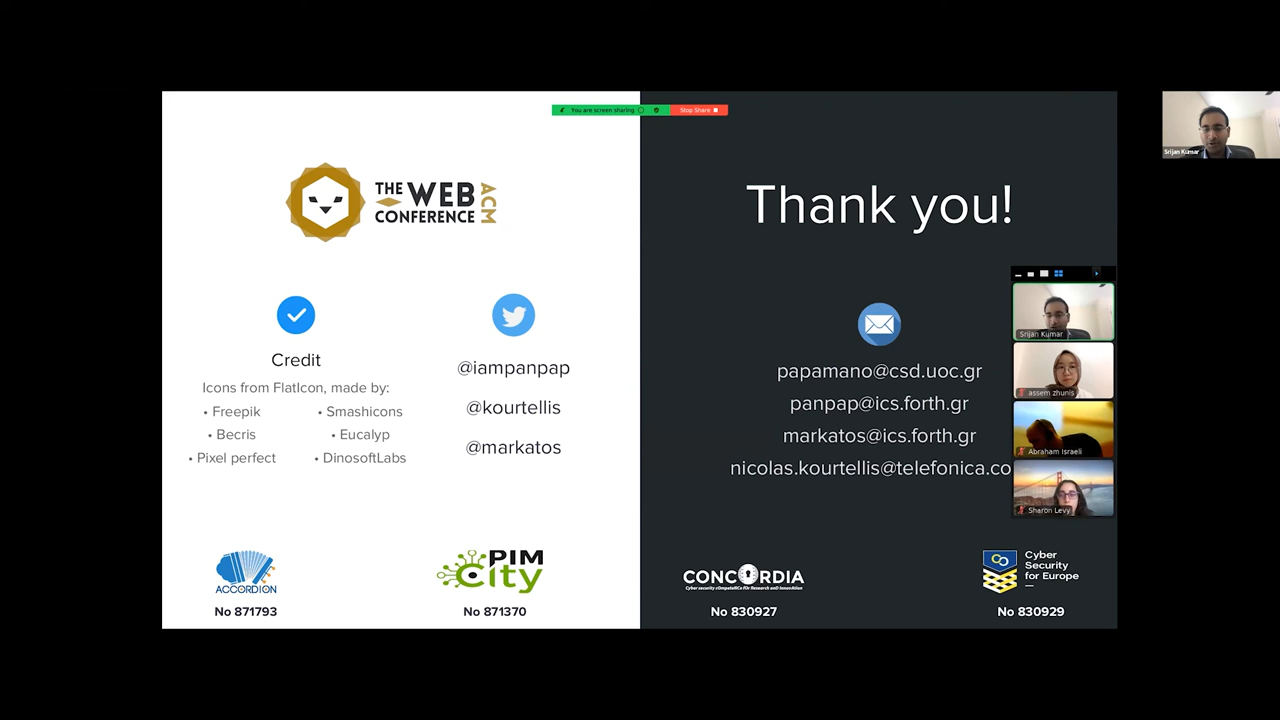 You are screen sharing
Stop Share
Srijan Kumar
THE WEB
CONFERENCE
ACM
Thank you!
Credit
Icons from FlatIcon, made by:
• Freepik
• Smashicons
• Becris
• Eucalyp
• Pixel perfect
• DinosoftLabs
@iampanpap
@kourtellis
@markatos
papamano@csd.uoc.gr
panpap@ics.forth.gr
markatos@ics.forth.gr
nicolas.kourtellis@telefonica.co
Srijan Kumar
assem zhunis
Abraham Israeli
Sharon Levy
ACCORDION
No 871793
PIM
City
No 871370
CONCORDIA
Cyber security cOmpeteNCe fOr Research anD InnovAtion
No 830927
Cyber
Security
for Europe
No 830929